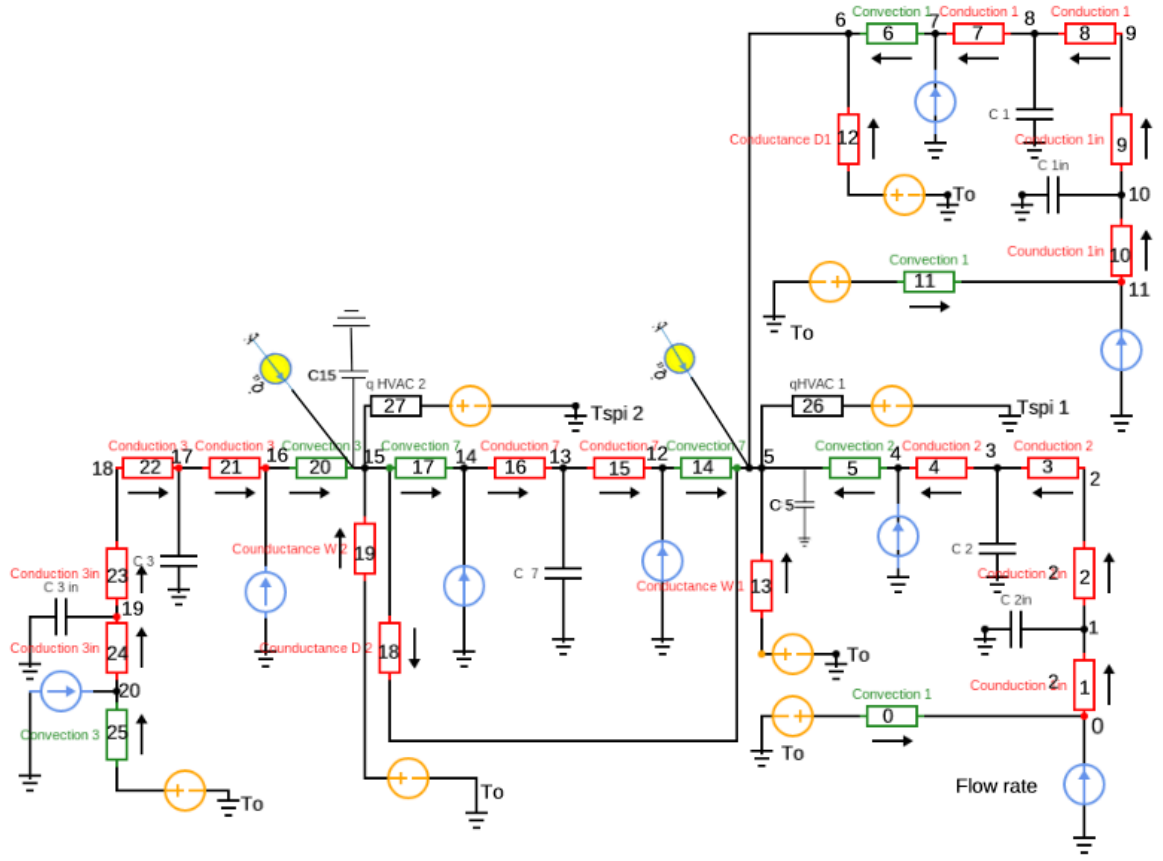 6
Convection 1
7
Conduction 1
8
Conduction 1
9
6
7
8
C 1
Conductance D1
12
Conduction 1in
9
C 1in
To
10
Counduction 1in
10
Convection 1
11
11
To
C15
q HVAC 2
27
Tspi 2
qHVAC 1
26
Tspi 1
18
Conduction 3
17
Conduction 3
16
Convection 3
15
Convection 7
14
Conduction 7
13
Conduction 7
12
Convection 7
5
Convection 2
4
Conduction 2
3
Conduction 2
2
22
21
20
17
16
15
14
5
4
3
C 5
Counductance W 2
19
C 3
Conduction 3in
23
C 3 in
19
C 7
Counductance W 1
13
C 2
2
2
C 2in
1
Conduction 3in
24
Counductance D 2
18
To
2
1
20
Convection 3
25
Convection 1
0
0
To
To
To
Flow rate